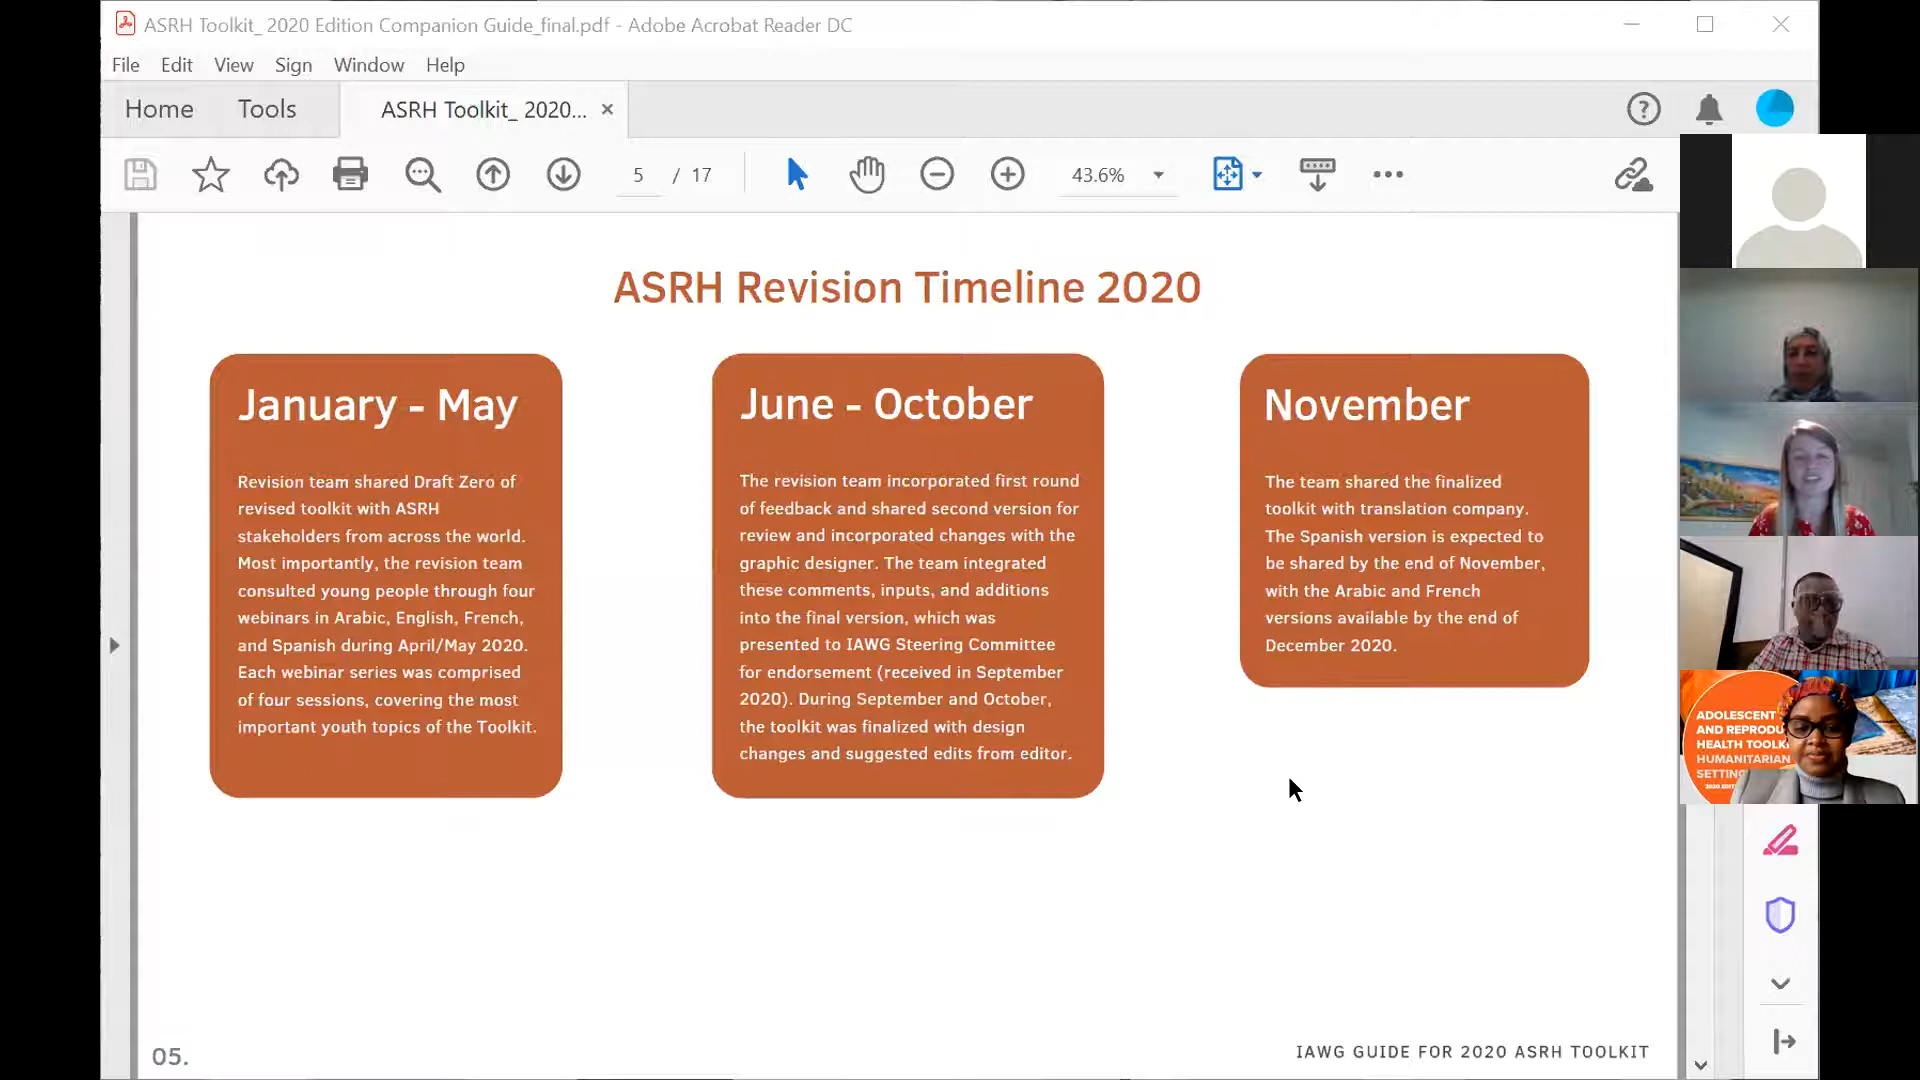 ASRH Toolkit_ 2020 Edition Companion Guide_final.pdf - Adobe Acrobat Reader DC
File Edit View Sign Window Help
Home Tools ASRH Toolkit_ 2020... ×
5 / 17 43.6%
ASRH Revision Timeline 2020
January - May
Revision team shared Draft Zero of
revised toolkit with ASRH
stakeholders from across the world.
Most importantly, the revision team
consulted young people through four
webinars in Arabic, English, French,
and Spanish during April/May 2020.
Each webinar series was comprised
of four sessions, covering the most
important youth topics of the Toolkit.
June - October
The revision team incorporated first round
of feedback and shared second version for
review and incorporated changes with the
graphic designer. The team integrated
these comments, inputs, and additions
into the final version, which was
presented to IAWG Steering Committee
for endorsement (received in September
2020). During September and October,
the toolkit was finalized with design
changes and suggested edits from editor.
November
The team shared the finalized
toolkit with translation company.
The Spanish version is expected to
be shared by the end of November,
with the Arabic and French
versions available by the end of
December 2020.
ADOLESCENT
AND REPRODU
HEALTH TOOLK
HUMANITARIAN
SETTING
2020 EDIT
05.
IAWG GUIDE FOR 2020 ASRH TOOLKIT